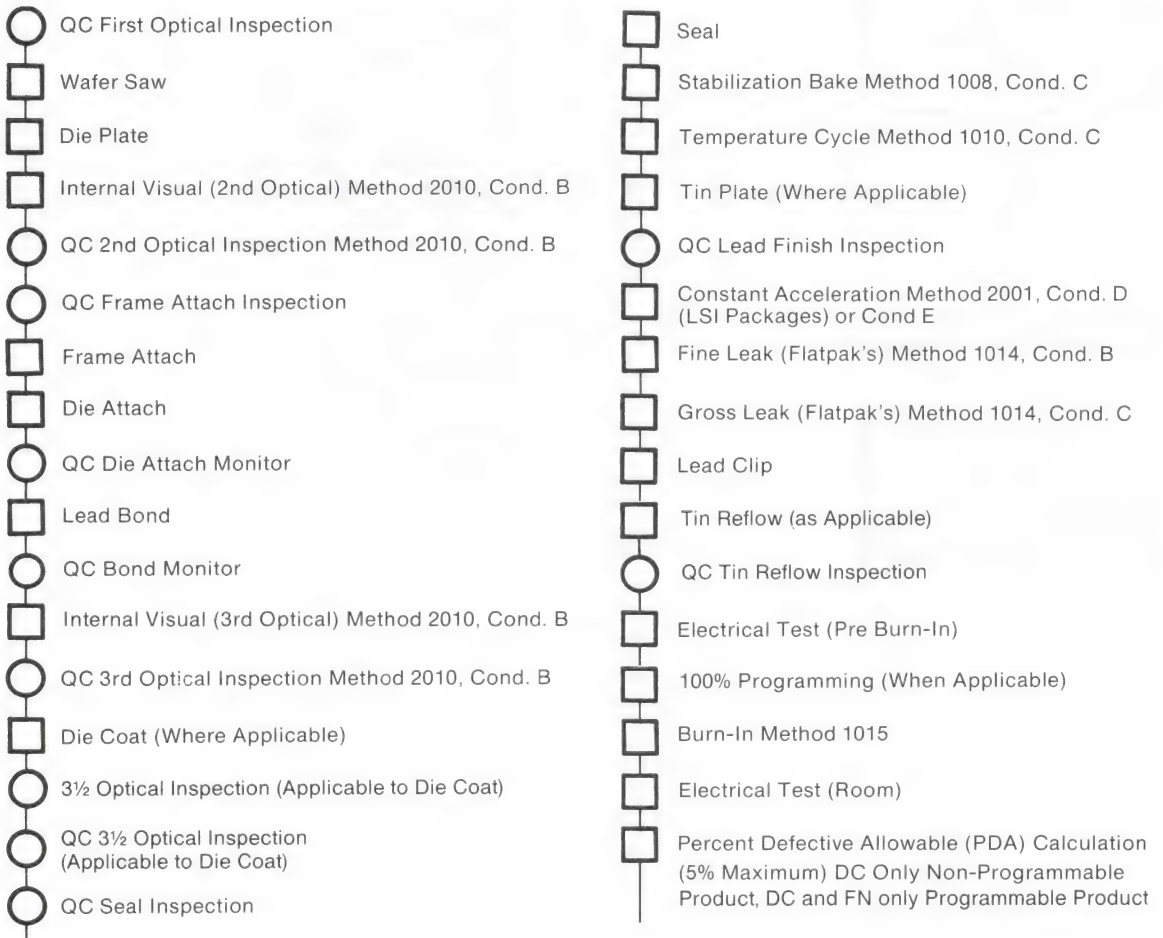 QC First Optical Inspection
Wafer Saw
Die Plate
Internal Visual (2nd Optical) Method 2010, Cond. B
QC 2nd Optical Inspection Method 2010, Cond. B
QC Frame Attach Inspection
Frame Attach
Die Attach
QC Die Attach Monitor
Lead Bond
QC Bond Monitor
Internal Visual (3rd Optical) Method 2010, Cond. B
QC 3rd Optical Inspection Method 2010, Cond. B
Die Coat (Where Applicable)
3½ Optical Inspection (Applicable to Die Coat)
QC 3½ Optical Inspection
(Applicable to Die Coat)
QC Seal Inspection
Seal
Stabilization Bake Method 1008, Cond. C
Temperature Cycle Method 1010, Cond. C
Tin Plate (Where Applicable)
QC Lead Finish Inspection
Constant Acceleration Method 2001, Cond. D
(LSI Packages) or Cond E
Fine Leak (Flatpak's) Method 1014, Cond. B
Gross Leak (Flatpak's) Method 1014, Cond. C
Lead Clip
Tin Reflow (as Applicable)
QC Tin Reflow Inspection
Electrical Test (Pre Burn-In)
100% Programming (When Applicable)
Burn-In Method 1015
Electrical Test (Room)
Percent Defective Allowable (PDA) Calculation
(5% Maximum) DC Only Non-Programmable
Product, DC and FN only Programmable Product